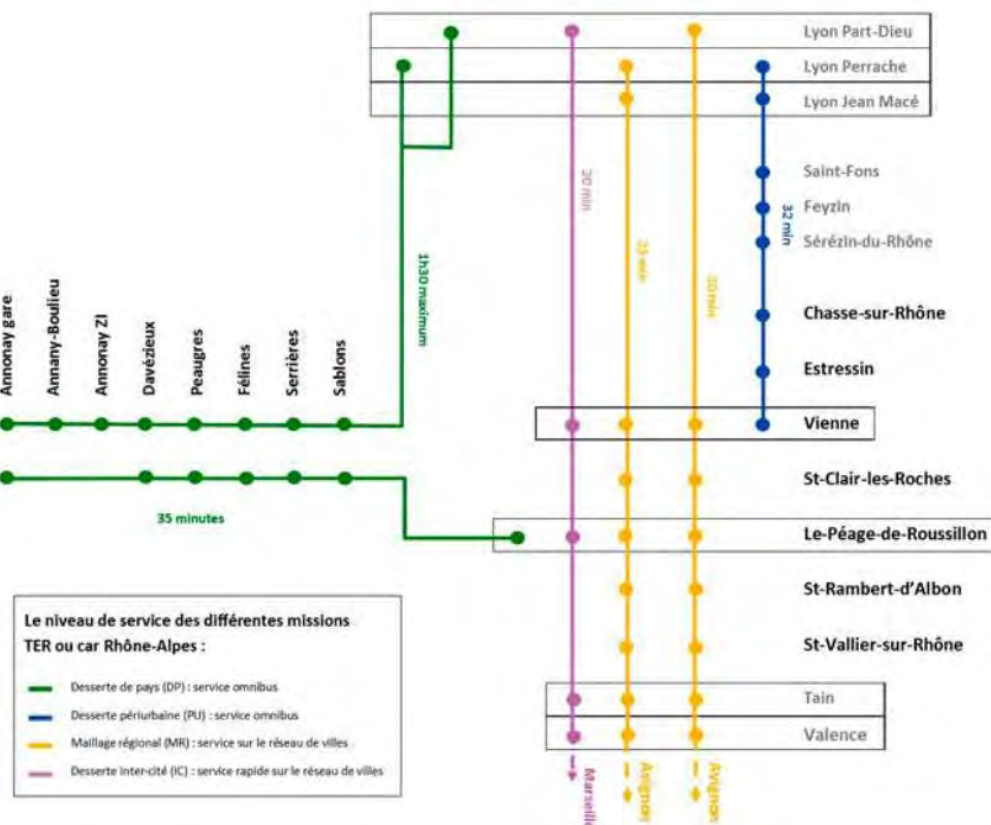 Lyon Part-Dieu
Lyon Perrache
Lyon Jean Macé
Saint-Fons
Feyzin
Sérézin-du-Rhône
Chasse-sur-Rhône
Estressin
Vienne
St-Clair-les-Roches
Le-Péage-de-Roussillon
St-Rambert-d'Albon
St-Vallier-sur-Rhône
Tain
Valence
1h30 maximum
20 min
32 min
Annonay gare
Annany-Boulieu
Annonay ZI
Davézieux
Peaugres
Félines
Serrières
Sablons
35 minutes
Marseille
Avignon
Avignon
Le niveau de service des différentes missions
TER ou car Rhône-Alpes :
Desserte de pays (DP) : service omnibus
Desserte périurbaine (PU) : service omnibus
Maillage régional (MR) : service sur le réseau de villes
Desserte inter-cité (IC) : service rapide sur le réseau de villes